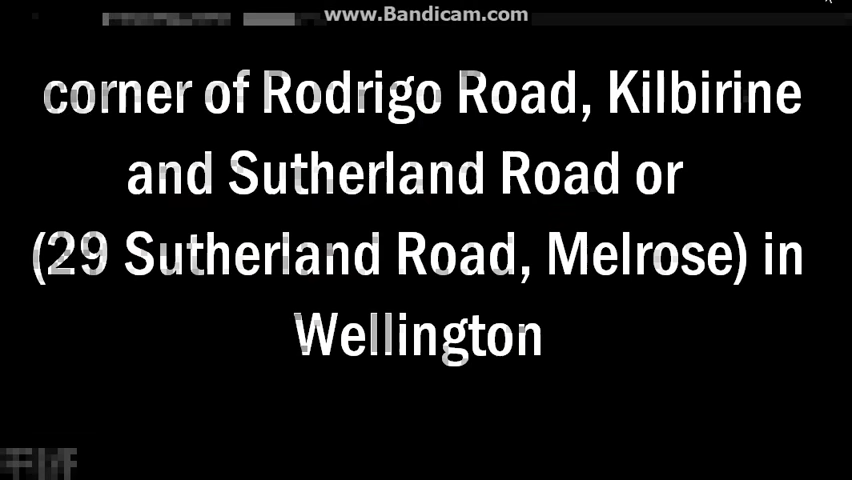 www.Bandicam.com
corner of Rodrigo Road, Kilbirine
and Sutherland Road or
(29 Sutherland Road, Melrose) in
Wellington